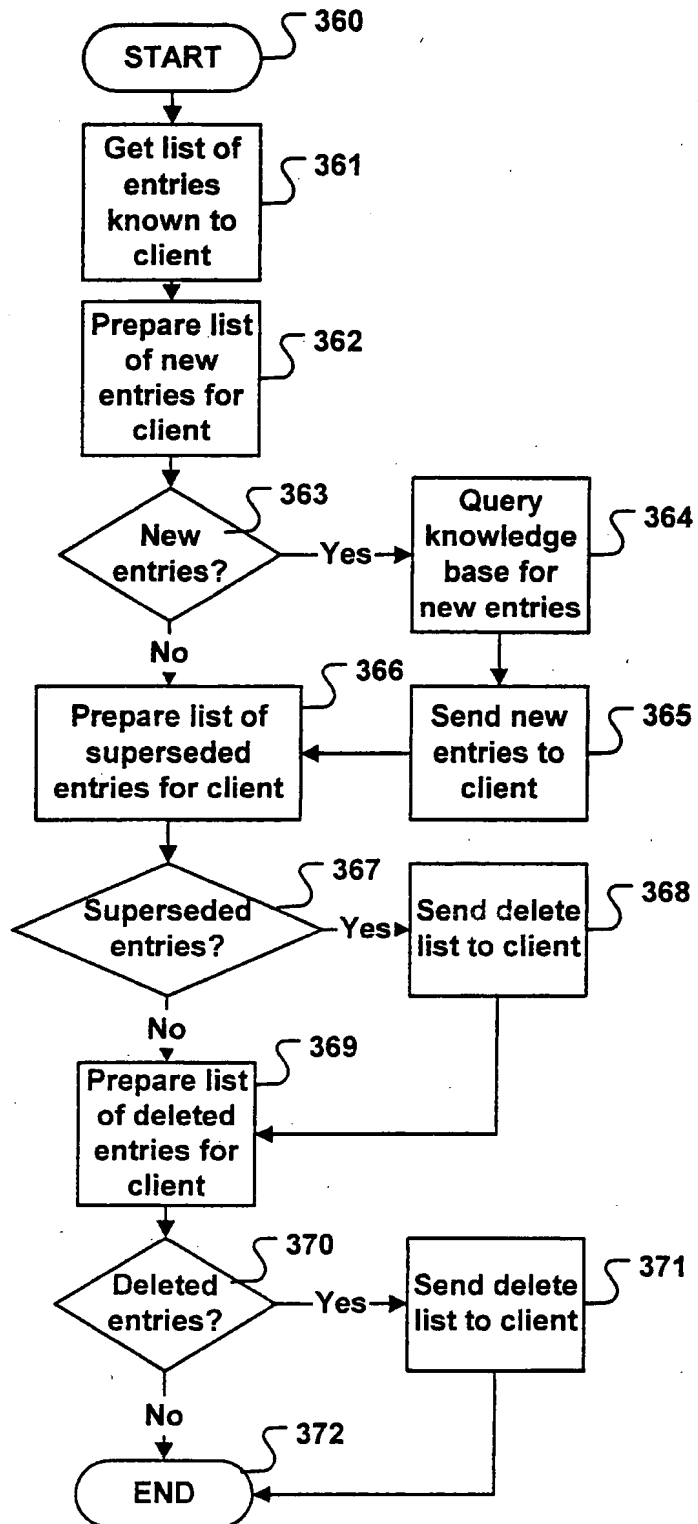 START
360
Get list of
entries
known to
client
361
Prepare list
of new
entries for
client
362
New
entries?
363
Yes
Query
knowledge
base for
new entries
364
No
Send new
entries to
client
365
Prepare list of
superseded
entries for client
366
Superseded
entries?
367
Yes
Send delete
list to client
368
No
Prepare list
of deleted
entries for
client
369
Deleted
entries?
370
Yes
Send delete
list to client
371
No
END
372